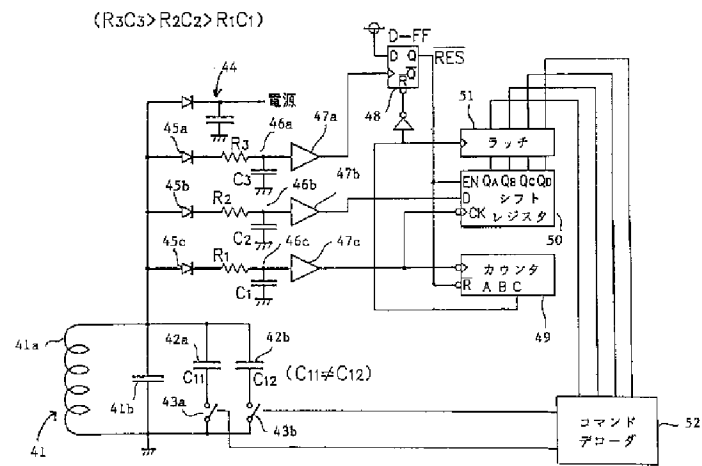 (R3C3>R2C2>R1C1)
44
電源
D-FF
D Q
Q̅
R
R̅E̅S̅
48
51
ラッチ
45a
R3
46a
47a
C3
45b
R2
46b
47b
C2
45c
R1
46c
47c
C1
EN QA QB QC QD
D シフト
レジスタ
CK
50
カウンタ
R̅ A B C
49
41a
41b
41
42a
C11
43a
42b
C12
43b
(C11≠C12)
コマンド
デコーダ
52